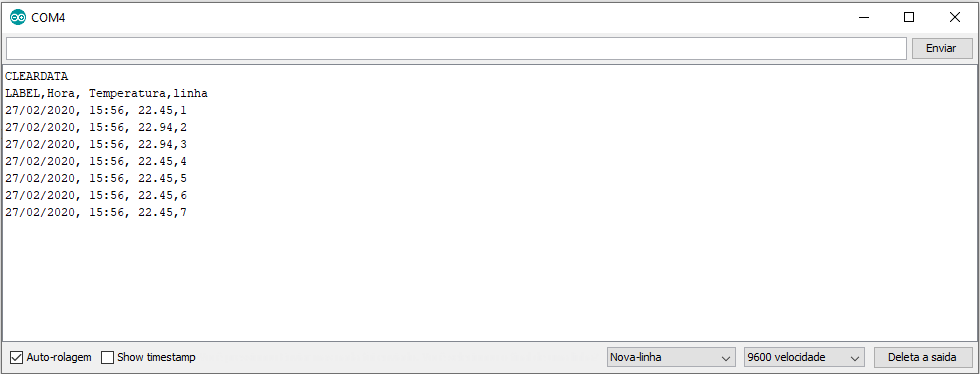 COM4
Enviar
CLEARDATA
LABEL,Hora, Temperatura,linha
27/02/2020, 15:56, 22.45,1
27/02/2020, 15:56, 22.94,2
27/02/2020, 15:56, 22.94,3
27/02/2020, 15:56, 22.45,4
27/02/2020, 15:56, 22.45,5
27/02/2020, 15:56, 22.45,6
27/02/2020, 15:56, 22.45,7
Auto-rolagem Show timestamp Nova-linha 9600 velocidade Deleta a saida